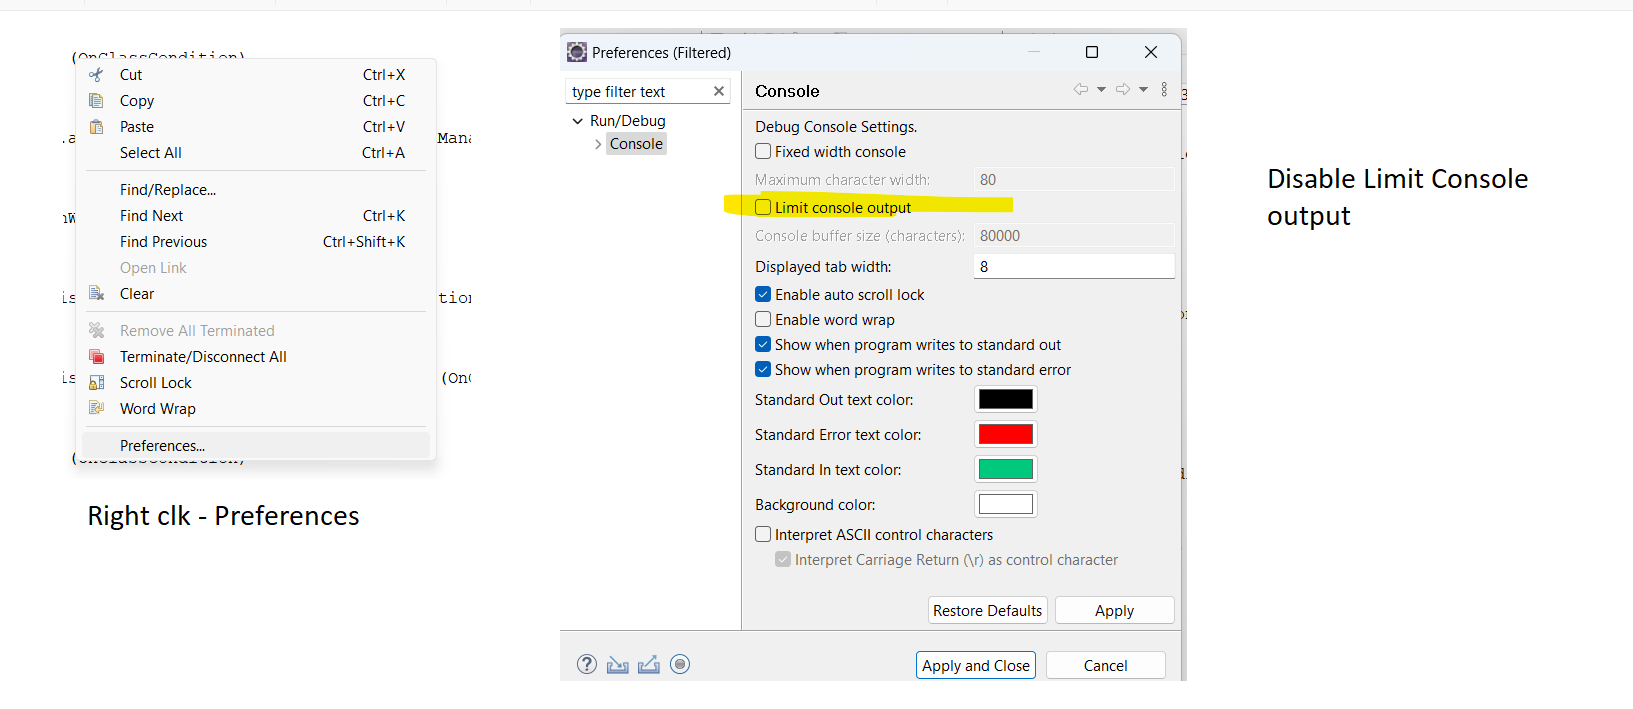 (OnClassCondition)
Cut Ctrl+X
Copy Ctrl+C
Paste Ctrl+V
Mana
Select All Ctrl+A
Find/Replace...
Find Next Ctrl+K
Find Previous Ctrl+Shift+K
Open Link
Clear
is
tion
Remove All Terminated
Terminate/Disconnect All
Scroll Lock
is
(OnC
Word Wrap
Preferences...
(OnClassCondition)
Right clk - Preferences
Preferences (Filtered)
type filter text
Run/Debug
Console
Console
Debug Console Settings.
Fixed width console
Maximum character width: 80
Limit console output
Console buffer size (characters): 80000
Displayed tab width: 8
Enable auto scroll lock
Enable word wrap
Show when program writes to standard out
Show when program writes to standard error
Standard Out text color:
Standard Error text color:
Standard In text color:
Background color:
Interpret ASCII control characters
Interpret Carriage Return (\r) as control character
Restore Defaults Apply
Apply and Close Cancel
Disable Limit Console
output